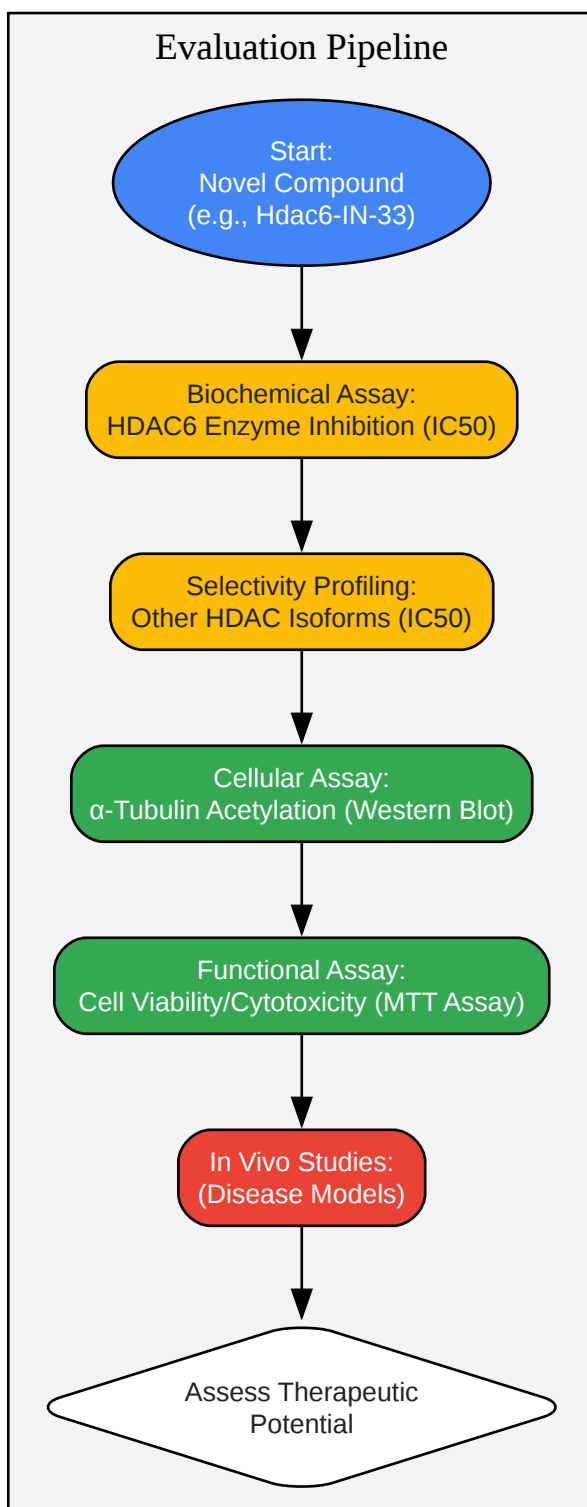 Evaluation Pipeline
Start:
Novel Compound
(e.g., Hdac6-IN-33)
Biochemical Assay:
HDAC6 Enzyme Inhibition (IC50)
Selectivity Profiling:
Other HDAC Isoforms (IC50)
Cellular Assay:
α-Tubulin Acetylation (Western Blot)
Functional Assay:
Cell Viability/Cytotoxicity (MTT Assay)
In Vivo Studies:
(Disease Models)
Assess Therapeutic
Potential